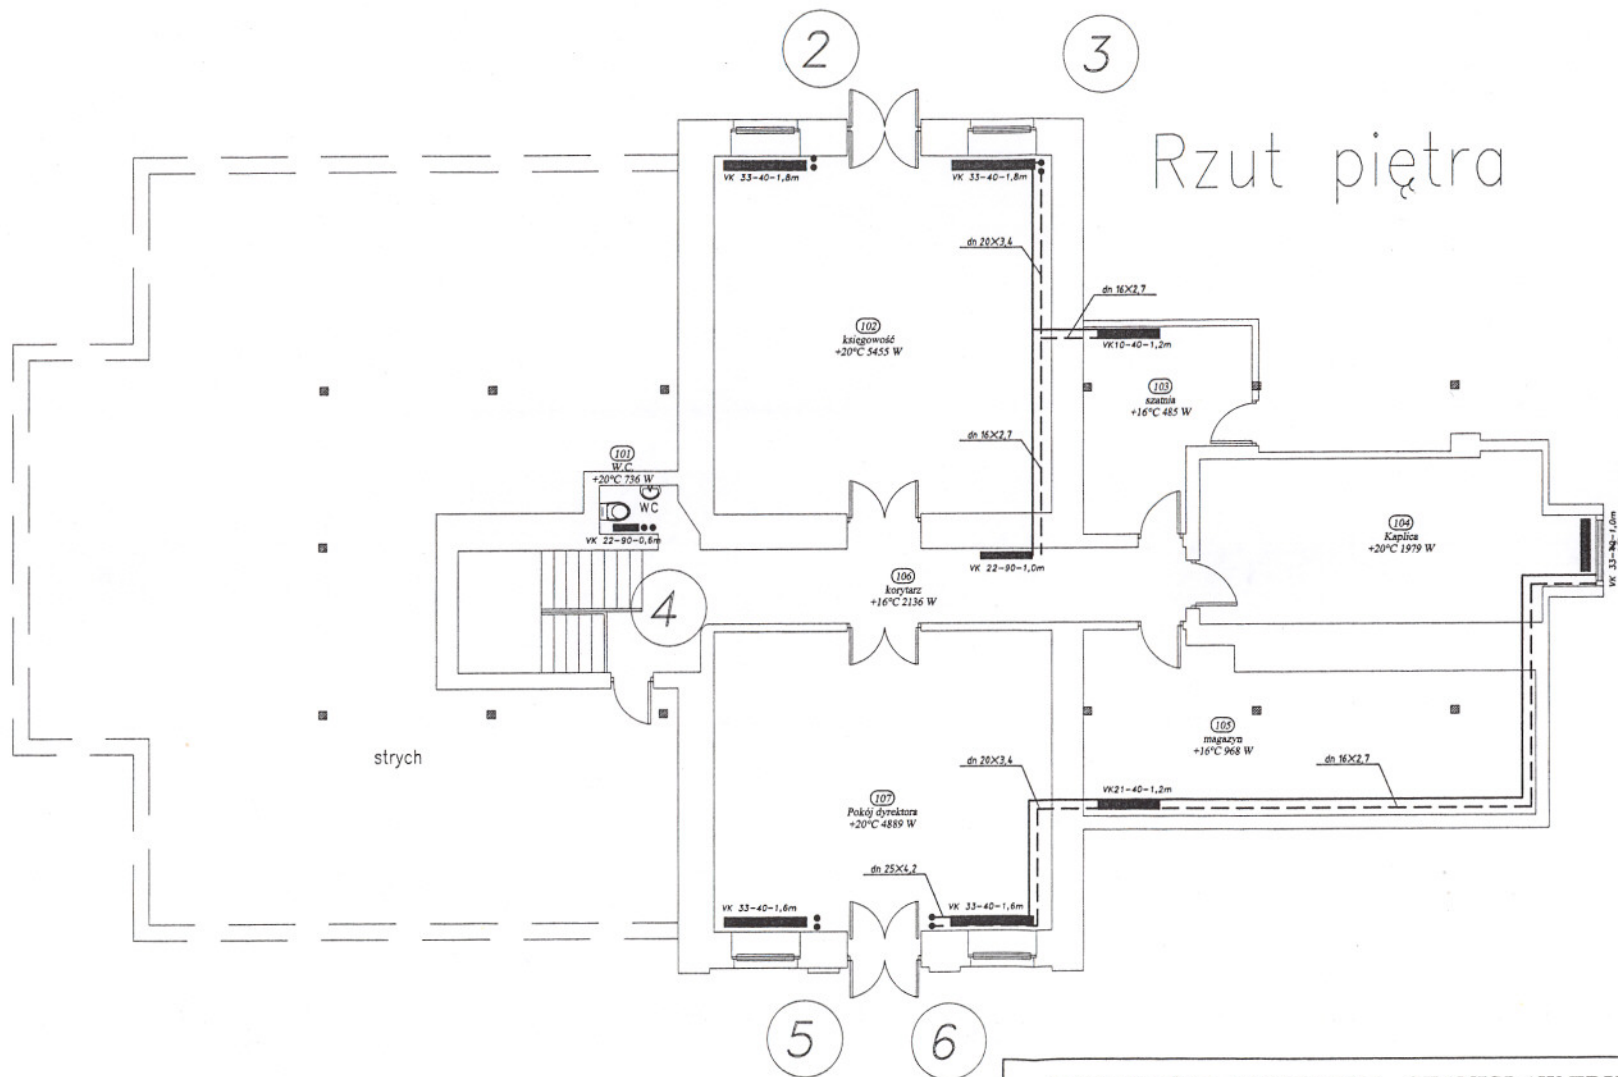 2
3
Rzut piętra
VK 33-40-1,8m
VK 33-40-1,8m
dn 20X3,4
dn 16X2,7
102
księgowość
+20°C 5455 W
VK10-40-1,2m
103
szatnia
+16°C 485 W
dn 16X2,7
101
W.C.
+20°C 736 W
WC
VK 22-90-0,6m
104
Kaplica
+20°C 1979 W
VK 22-90-1,0m
106
korytarz
+16°C 2136 W
4
105
magazyn
+16°C 968 W
strych
dn 20X3,4
dn 16X2,7
VK21-40-1,2m
107
Pokój dyrektora
+20°C 4889 W
dn 25X4,2
VK 33-40-1,6m
VK 33-40-1,6m
5
6